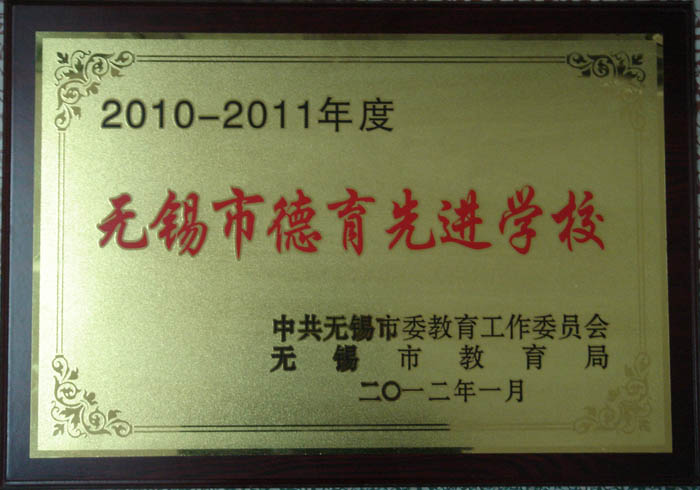 2010-2011年度
无锡市德育先进学校
中共无锡市委教育工作委员会
无锡市教育局
二〇一二年一月